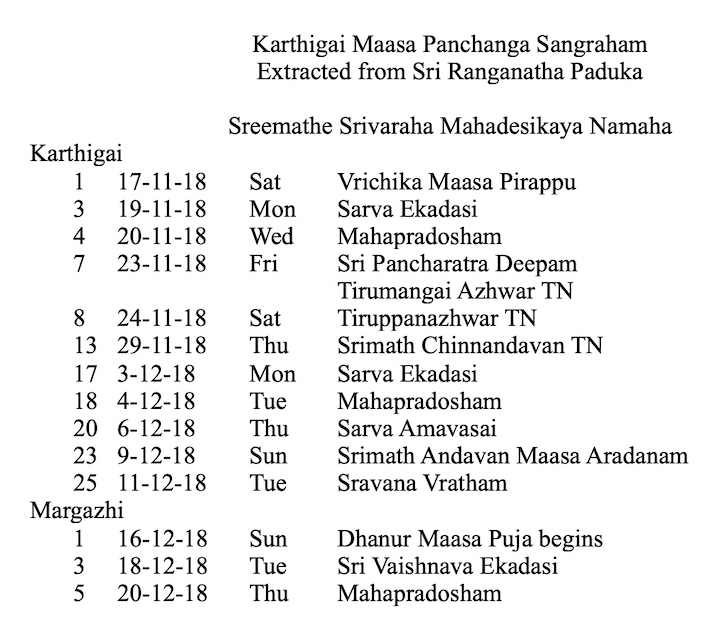 Karthigai Maasa Panchanga Sangraham
Extracted from Sri Ranganatha Paduka
Sreemathe Srivaraha Mahadesikaya Namaha
Karthigai
1 17-11-18 Sat Vrichika Maasa Pirappu
3 19-11-18 Mon Sarva Ekadasi
4 20-11-18 Wed Mahapradosham
7 23-11-18 Fri Sri Pancharatra Deepam
Tirumangai Azhwar TN
8 24-11-18 Sat Tiruppanazhwar TN
13 29-11-18 Thu Srimath Chinnandavan TN
17 3-12-18 Mon Sarva Ekadasi
18 4-12-18 Tue Mahapradosham
20 6-12-18 Thu Sarva Amavasai
23 9-12-18 Sun Srimath Andavan Maasa Aradanam
25 11-12-18 Tue Sravana Vratham
Margazhi
1 16-12-18 Sun Dhanur Maasa Puja begins
3 18-12-18 Tue Sri Vaishnava Ekadasi
5 20-12-18 Thu Mahapradosham